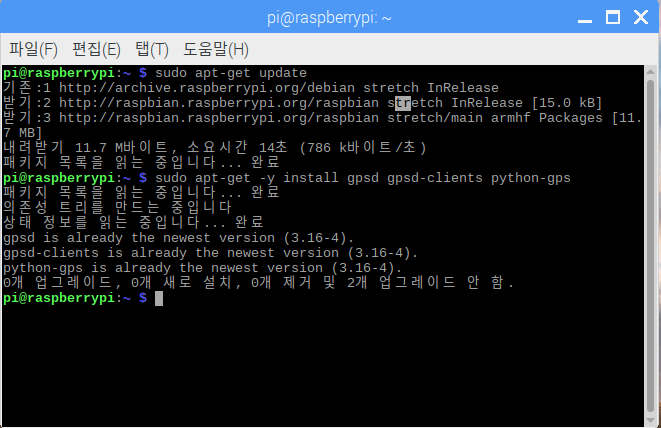 pi@raspberrypi: ~
파일(F) 편집(E) 탭(T) 도움말(H)
pi@raspberrypi:~ $ sudo apt-get update
기존:1 http://archive.raspberrypi.org/debian stretch InRelease
받기:2 http://raspbian.raspberrypi.org/raspbian stretch InRelease [15.0 kB]
받기:3 http://raspbian.raspberrypi.org/raspbian stretch/main armhf Packages [11.
7 MB]
내려받기 11.7 M바이트, 소요시간 14초 (786 k바이트/초)
패키지 목록을 읽는 중입니다... 완료
pi@raspberrypi:~ $ sudo apt-get -y install gpsd gpsd-clients python-gps
패키지 목록을 읽는 중입니다... 완료
의존성 트리를 만드는 중입니다
상태 정보를 읽는 중입니다... 완료
gpsd is already the newest version (3.16-4).
gpsd-clients is already the newest version (3.16-4).
python-gps is already the newest version (3.16-4).
0개 업그레이드, 0개 새로 설치, 0개 제거 및 2개 업그레이드 안 함.
pi@raspberrypi:~ $